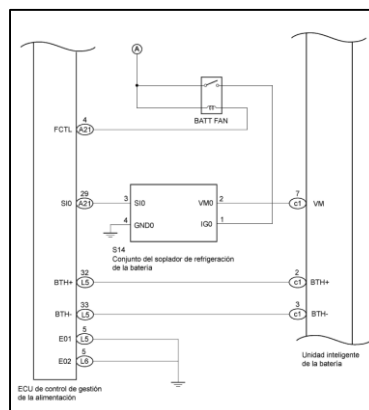 A
BATT FAN
4
FCTL A21
29
SI0 A21
3 SI0
VM0 2
7
c1 VM
4 GND0
IG0 1
S14
Conjunto del soplador de refrigeración
de la batería
32
BTH+ L5
2
c1 BTH+
33
BTH- L5
3
c1 BTH-
5
E01 L5
5
E02 L6
Unidad inteligente
de la batería
ECU de control de gestión
de la alimentación